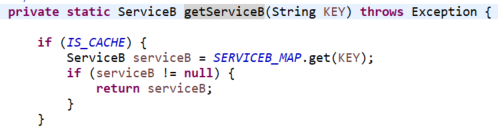 private static ServiceB getServiceB(String KEY) throws Exception {
if (IS_CACHE) {
ServiceB serviceB = SERVICEB_MAP.get(KEY);
if (serviceB != null) {
return serviceB;
}
}